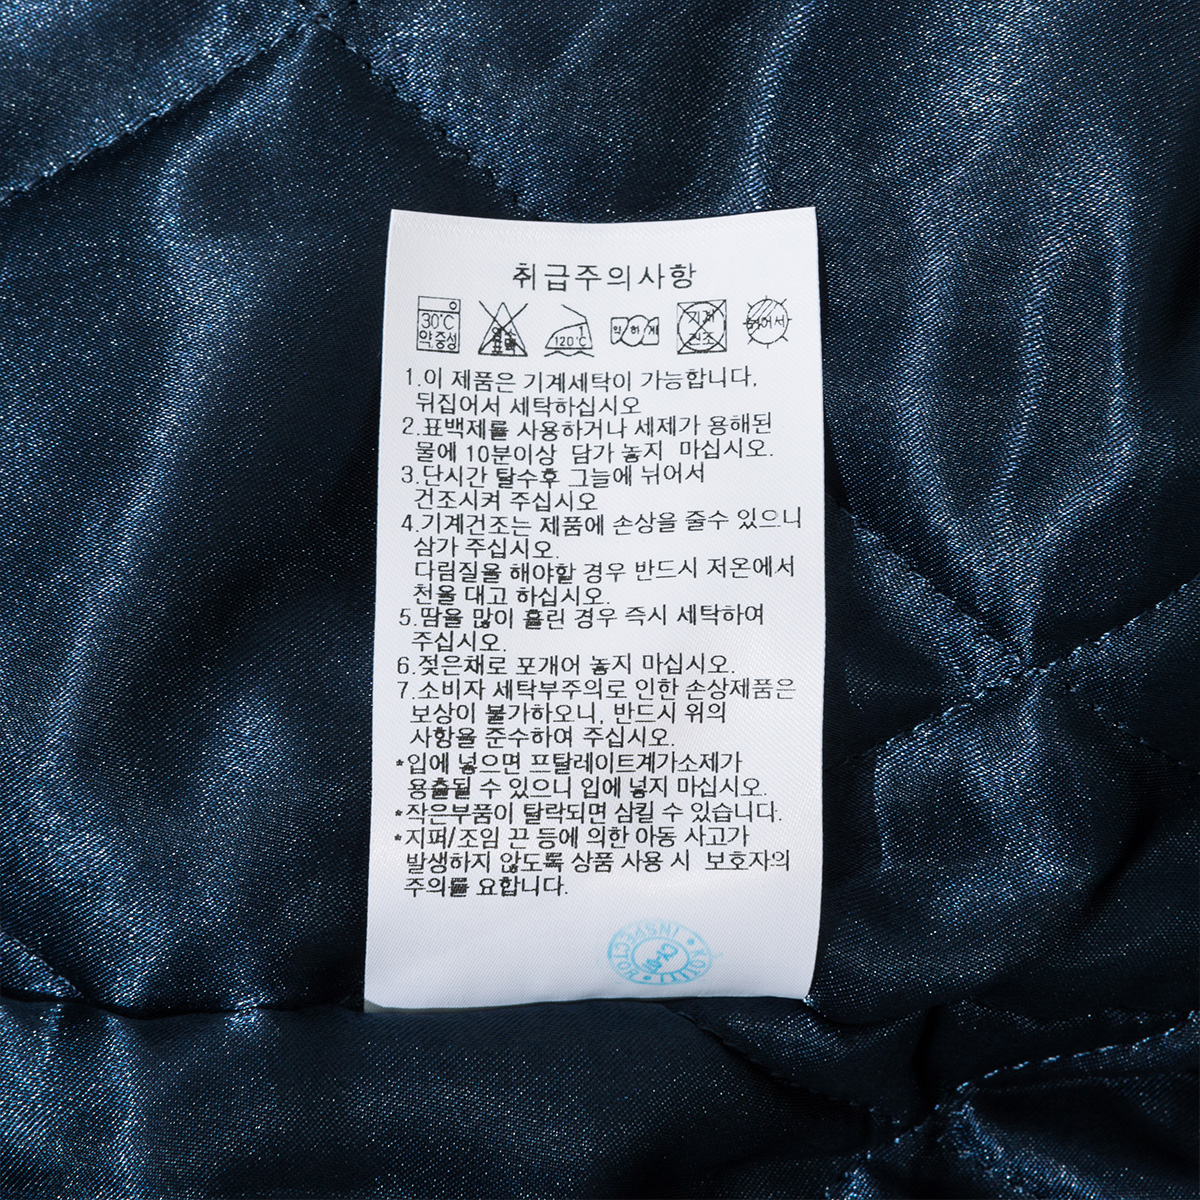 취급주의사항
30°C
약.중성
염소
표백
1
120°C
약하게
기계
건조
뉘어서
1.이 제품은 기계세탁이 가능합니다,
뒤집어서 세탁하십시오
2.표백제를 사용하거나 세제가 용해된
물에 10분이상 담가 놓지 마십시오.
3.단시간 탈수후 그늘에 뉘어서
건조시켜 주십시오
4.기계건조는 제품에 손상을 줄수 있으니
삼가 주십시오.
다림질을 해야할 경우 반드시 저온에서
천을 대고 하십시오.
5.땀을 많이 흘린 경우 즉시 세탁하여
주십시오.
6.젖은채로 포개어 놓지 마십시오.
7.소비자 세탁부주의로 인한 손상제품은
보상이 불가하오니, 반드시 위의
사항을 준수하여 주십시오.
*입에 넣으면 프탈레이트계가소제가
용출될 수 있으니 입에 넣지 마십시오.
*작은부품이 탈락되면 삼킬 수 있습니다.
*지퍼/조임 끈 등에 의한 아동 사고가
발생하지 않도록 상품 사용 시 보호자의
주의를 요합니다.
INSPECTOR